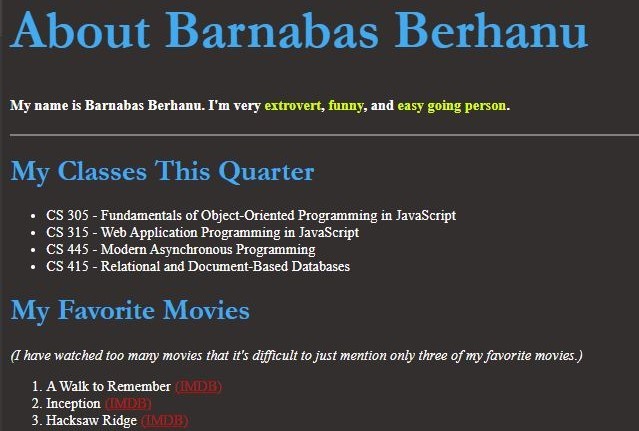 About Barnabas Berhanu
My name is Barnabas Berhanu. I'm very extrovert, funny, and easy going person.
My Classes This Quarter
• CS 305 - Fundamentals of Object-Oriented Programming in JavaScript
• CS 315 - Web Application Programming in JavaScript
• CS 445 - Modern Asynchronous Programming
• CS 415 - Relational and Document-Based Databases
My Favorite Movies
(I have watched too many movies that it's difficult to just mention only three of my favorite movies.)
1. A Walk to Remember (IMDB)
2. Inception (IMDB)
3. Hacksaw Ridge (IMDB)